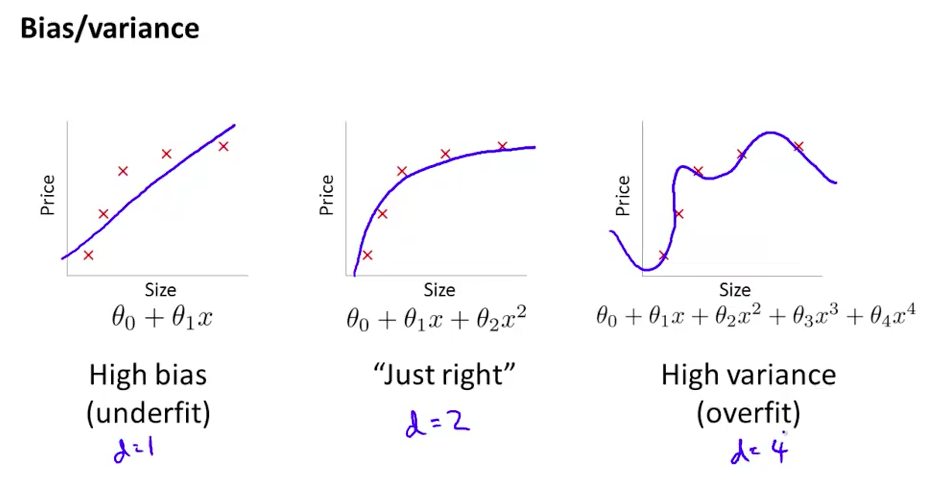 Bias/variance
Price
Size
θ₀ + θ₁x
High bias
(underfit)
d=1
Price
Size
θ₀ + θ₁x + θ₂x²
“Just right”
d=2
Price
Size
θ₀ + θ₁x + θ₂x² + θ₃x³ + θ₄x⁴
High variance
(overfit)
d=4